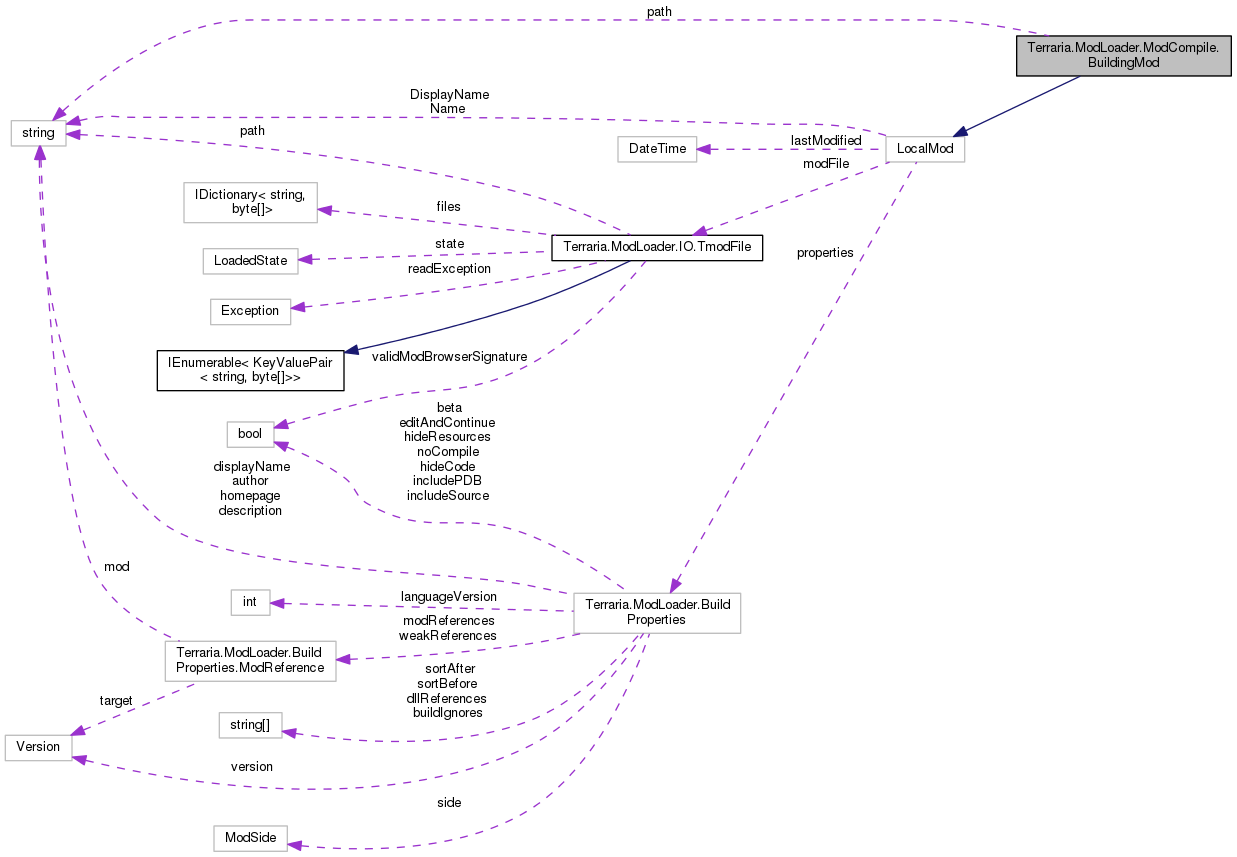 path
Terraria.ModLoader.ModCompile.
BuildingMod
DisplayName
Name
string
path
lastModified
DateTime
LocalMod
modFile
IDictionary< string,
byte[]>
files
Terraria.ModLoader.IO.TmodFile
state
properties
LoadedState
readException
Exception
IEnumerable< KeyValuePair
< string, byte[]>>
validModBrowserSignature
beta
editAndContinue
hideResources
noCompile
hideCode
includePDB
includeSource
bool
displayName
author
homepage
description
mod
int
languageVersion
Terraria.ModLoader.Build
Properties
modReferences
weakReferences
Terraria.ModLoader.Build
Properties.ModReference
sortAfter
sortBefore
dllReferences
buildIgnores
target
string[]
Version
version
side
ModSide